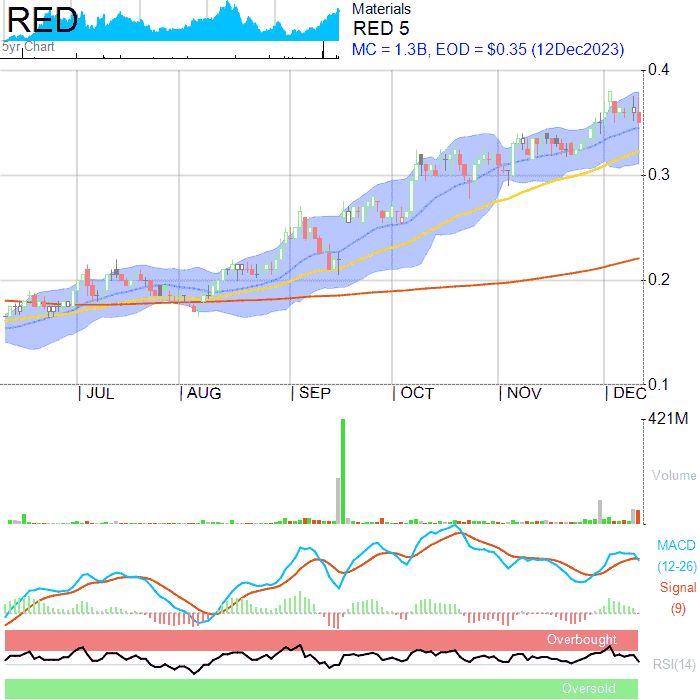 RED
5yr Chart
Materials
RED 5
MC = 1.3B, EOD = $0.35 (12Dec2023)
0.4
0.3
0.2
0.1
JUL AUG SEP OCT NOV DEC
421M
Volume
MACD
(12-26)
Signal
(9)
Overbought
RSI(14)
Oversold